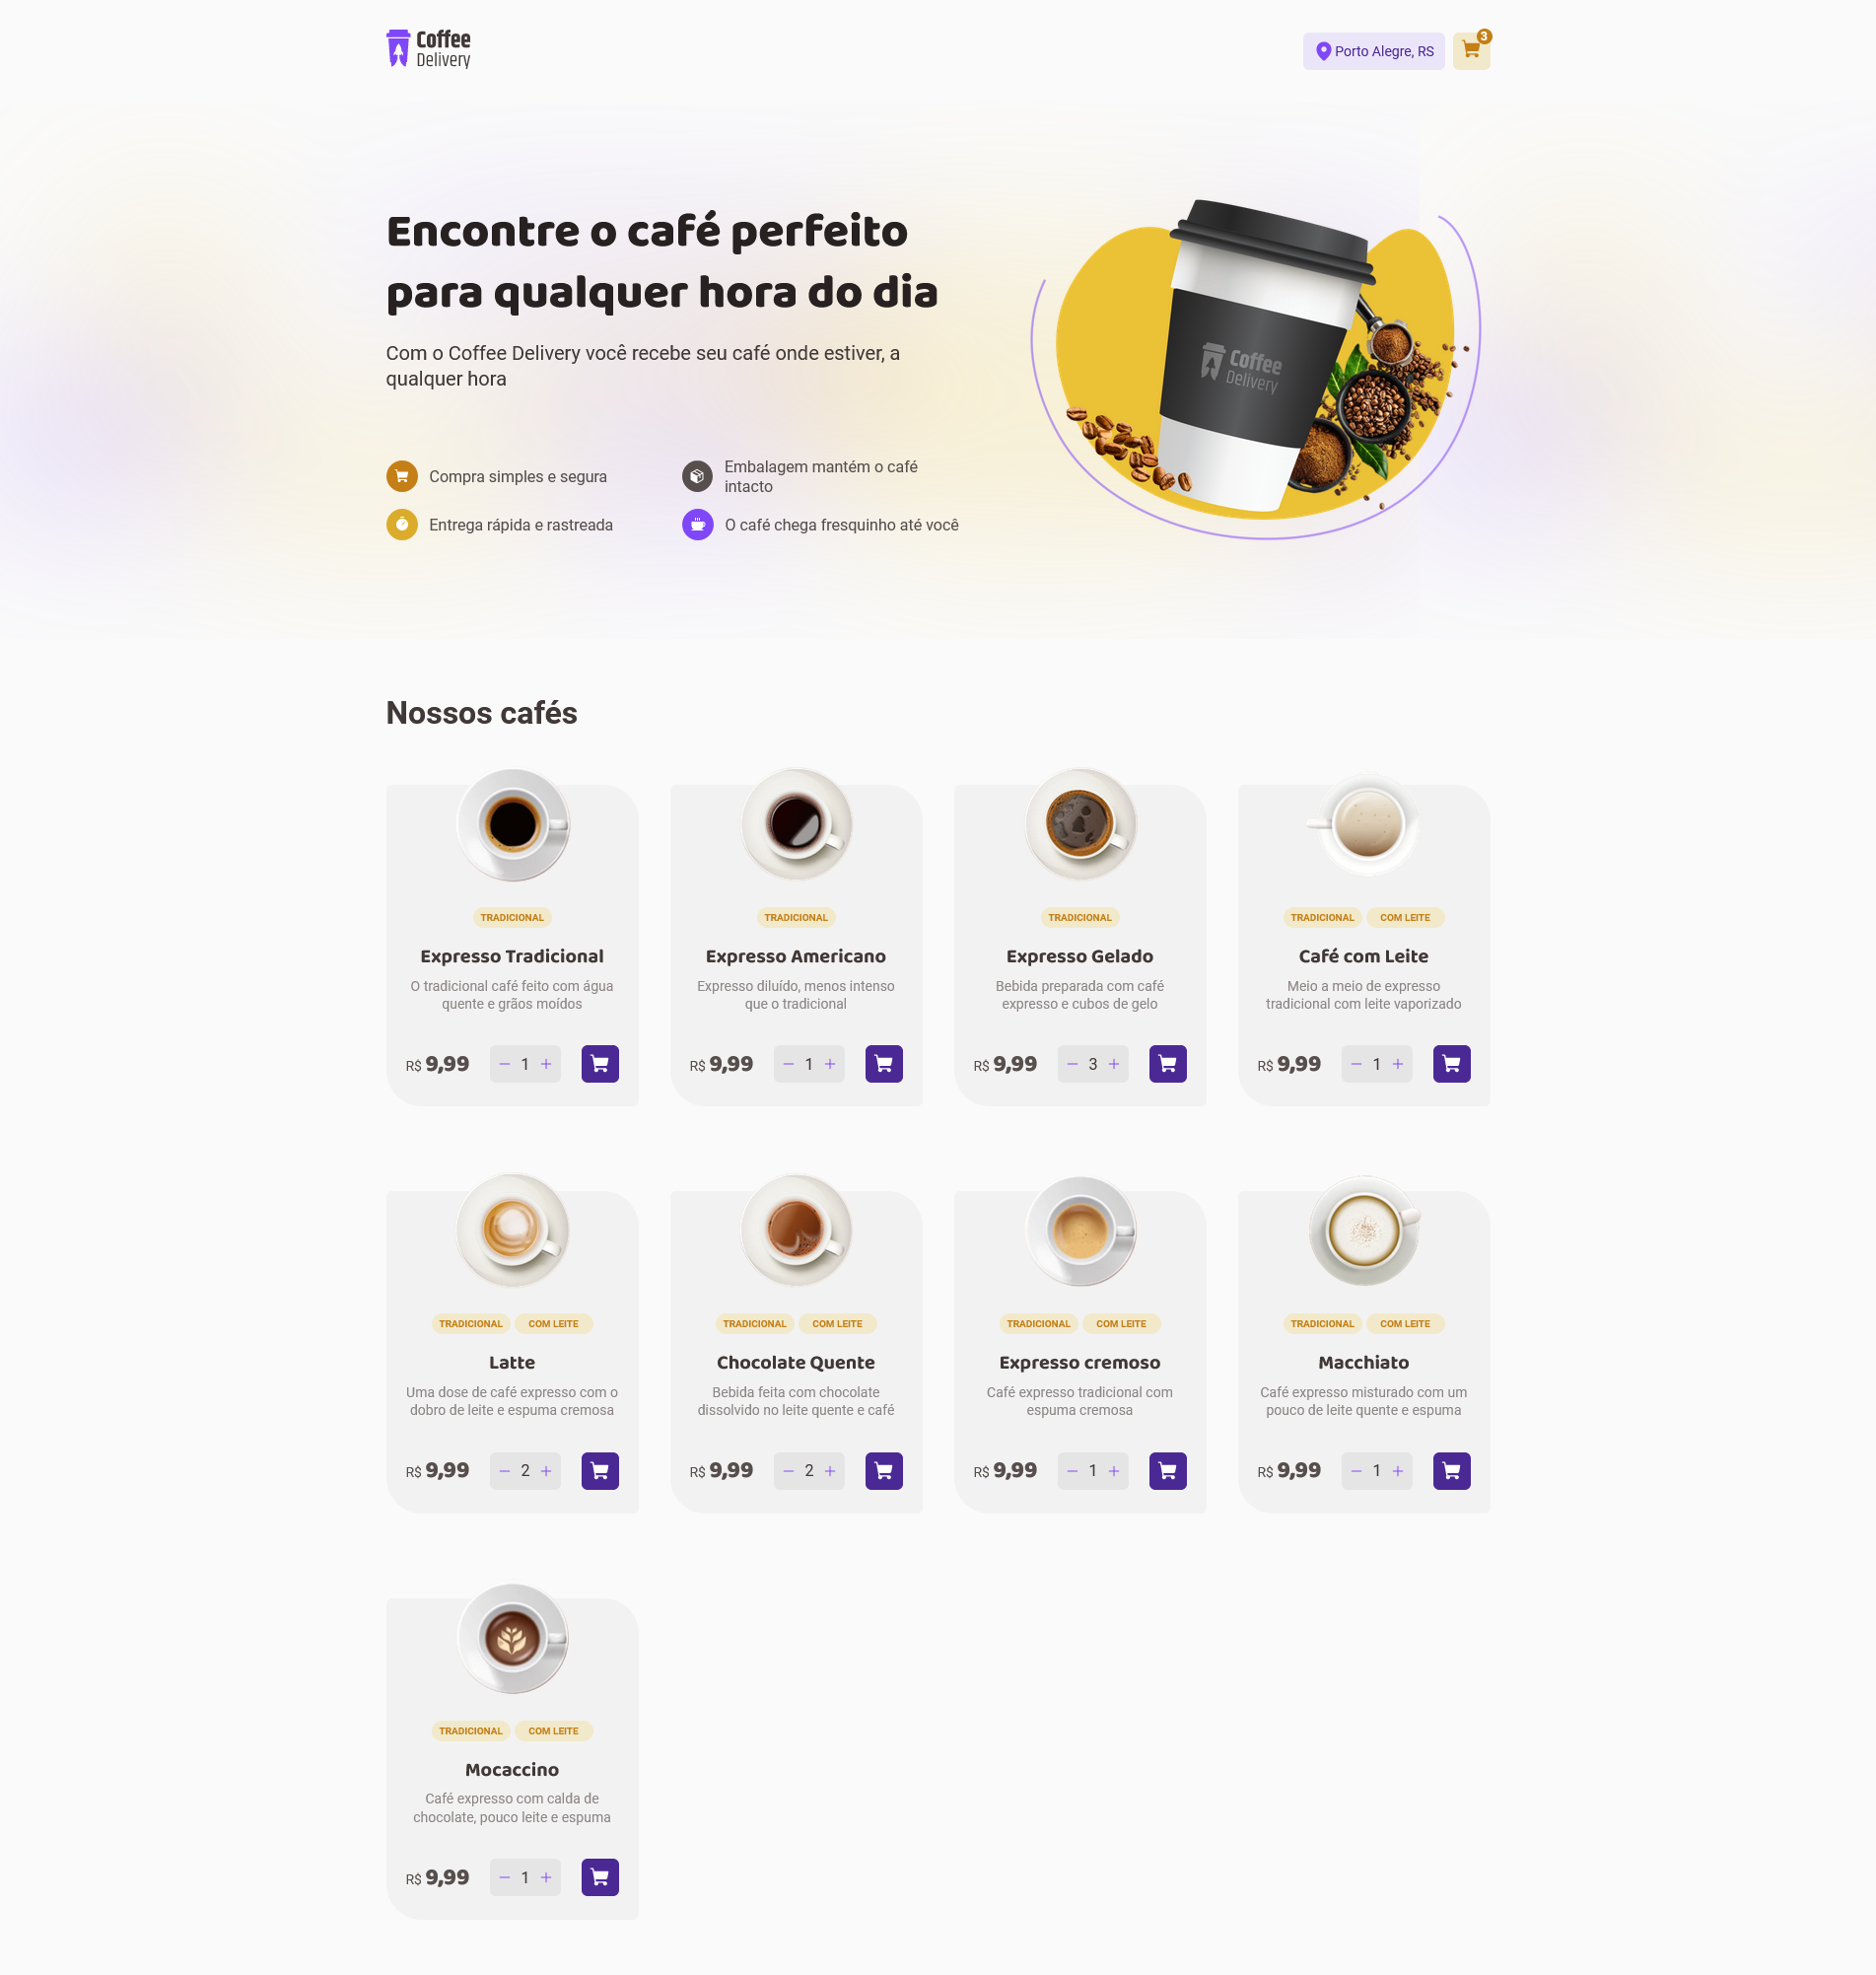 Coffee
Delivery
Porto Alegre, RS
3
Encontre o café perfeito
para qualquer hora do dia
Com o Coffee Delivery você recebe seu café onde estiver, a
qualquer hora
Coffee
Delivery
Compra simples e segura
Embalagem mantém o café
intacto
Entrega rápida e rastreada
O café chega fresquinho até você
Nossos cafés
TRADICIONAL
Expresso Tradicional
O tradicional café feito com água
quente e grãos moídos
R$ 9,99 − 1 +
TRADICIONAL
Expresso Americano
Expresso diluído, menos intenso
que o tradicional
R$ 9,99 − 1 +
TRADICIONAL
Expresso Gelado
Bebida preparada com café
expresso e cubos de gelo
R$ 9,99 − 3 +
TRADICIONAL COM LEITE
Café com Leite
Meio a meio de expresso
tradicional com leite vaporizado
R$ 9,99 − 1 +
TRADICIONAL COM LEITE
Latte
Uma dose de café expresso com o
dobro de leite e espuma cremosa
R$ 9,99 − 2 +
TRADICIONAL COM LEITE
Chocolate Quente
Bebida feita com chocolate
dissolvido no leite quente e café
R$ 9,99 − 2 +
TRADICIONAL COM LEITE
Expresso cremoso
Café expresso tradicional com
espuma cremosa
R$ 9,99 − 1 +
TRADICIONAL COM LEITE
Macchiato
Café expresso misturado com um
pouco de leite quente e espuma
R$ 9,99 − 1 +
TRADICIONAL COM LEITE
Mocaccino
Café expresso com calda de
chocolate, pouco leite e espuma
R$ 9,99 − 1 +